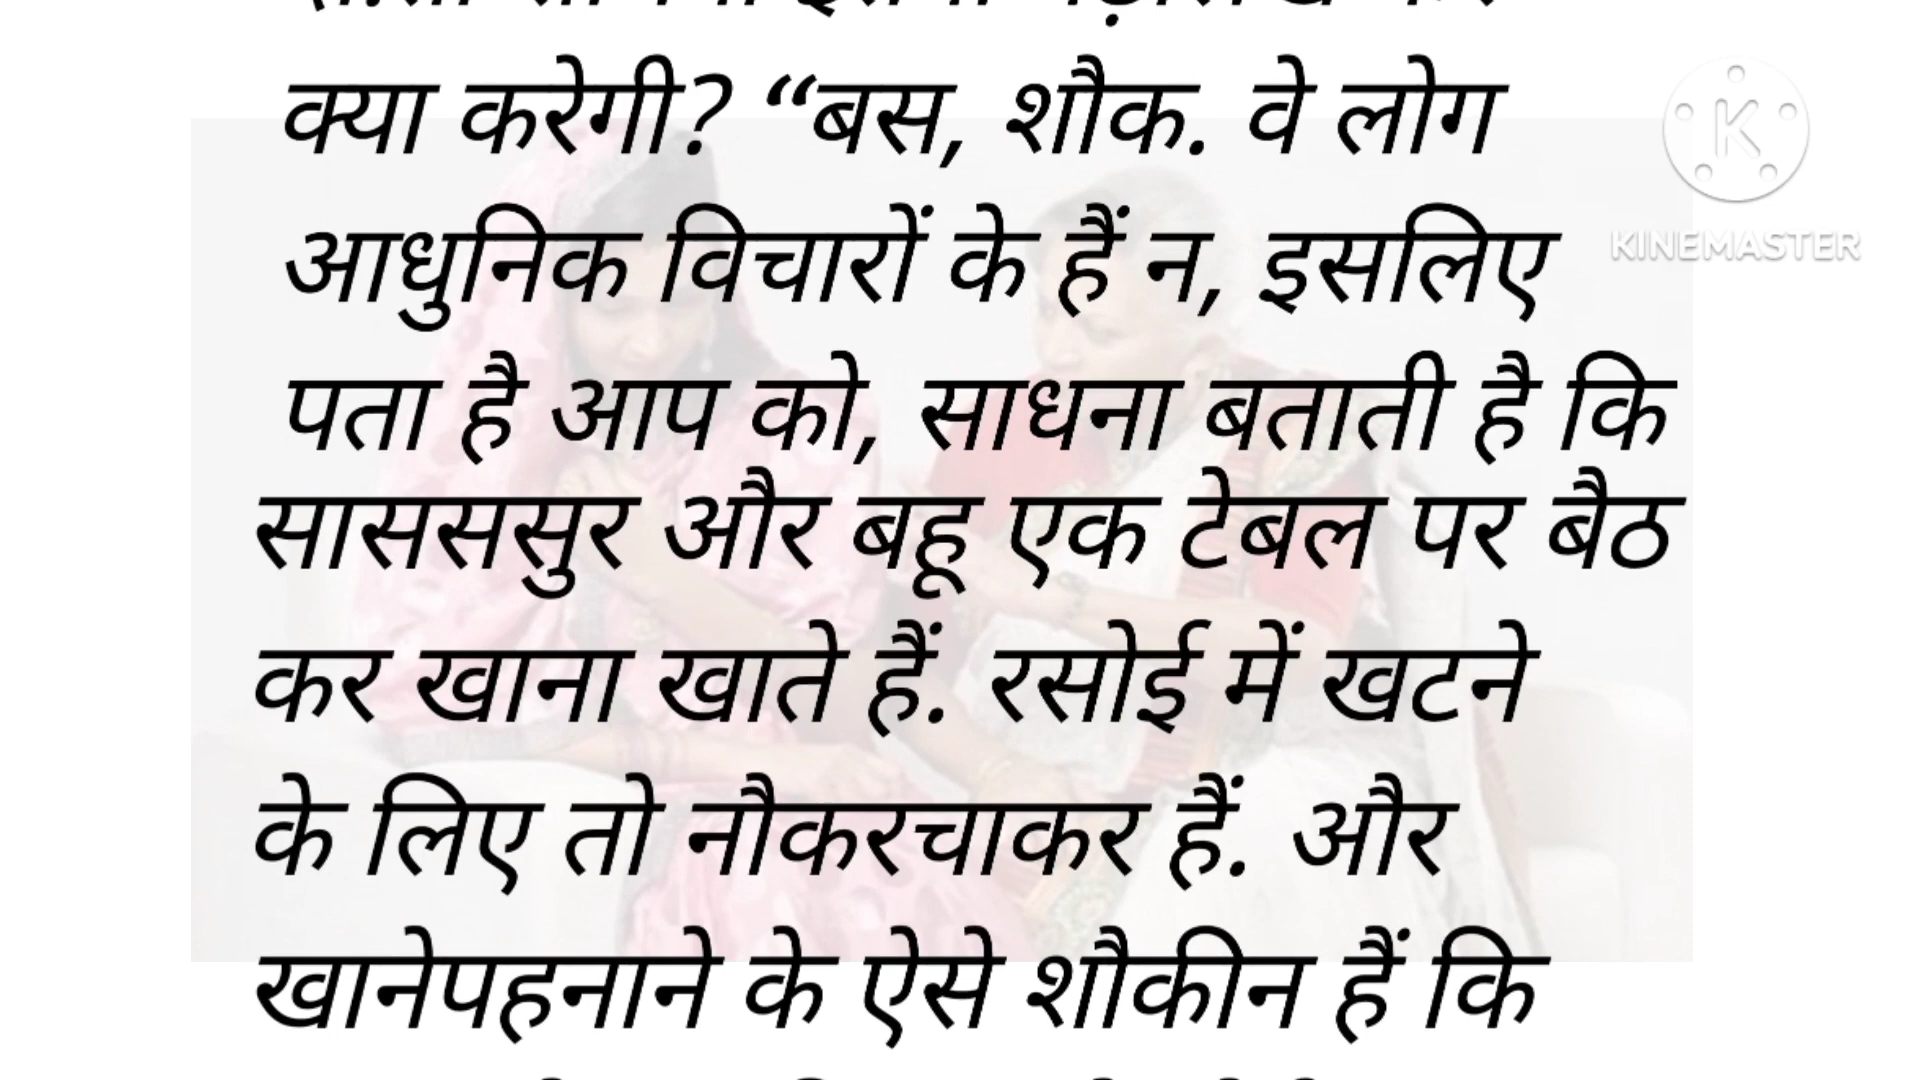 क्या करेगी? “बस, शौक. वे लोग
आधुनिक विचारों के हैं न, इसलिए
पता है आप को, साधना बताती है कि
सासससुर और बहू एक टेबल पर बैठ
कर खाना खाते हैं. रसोई में खटने
के लिए तो नौकरचाकर हैं. और
खानेपहनाने के ऐसे शौकीन हैं कि
KINEMASTER